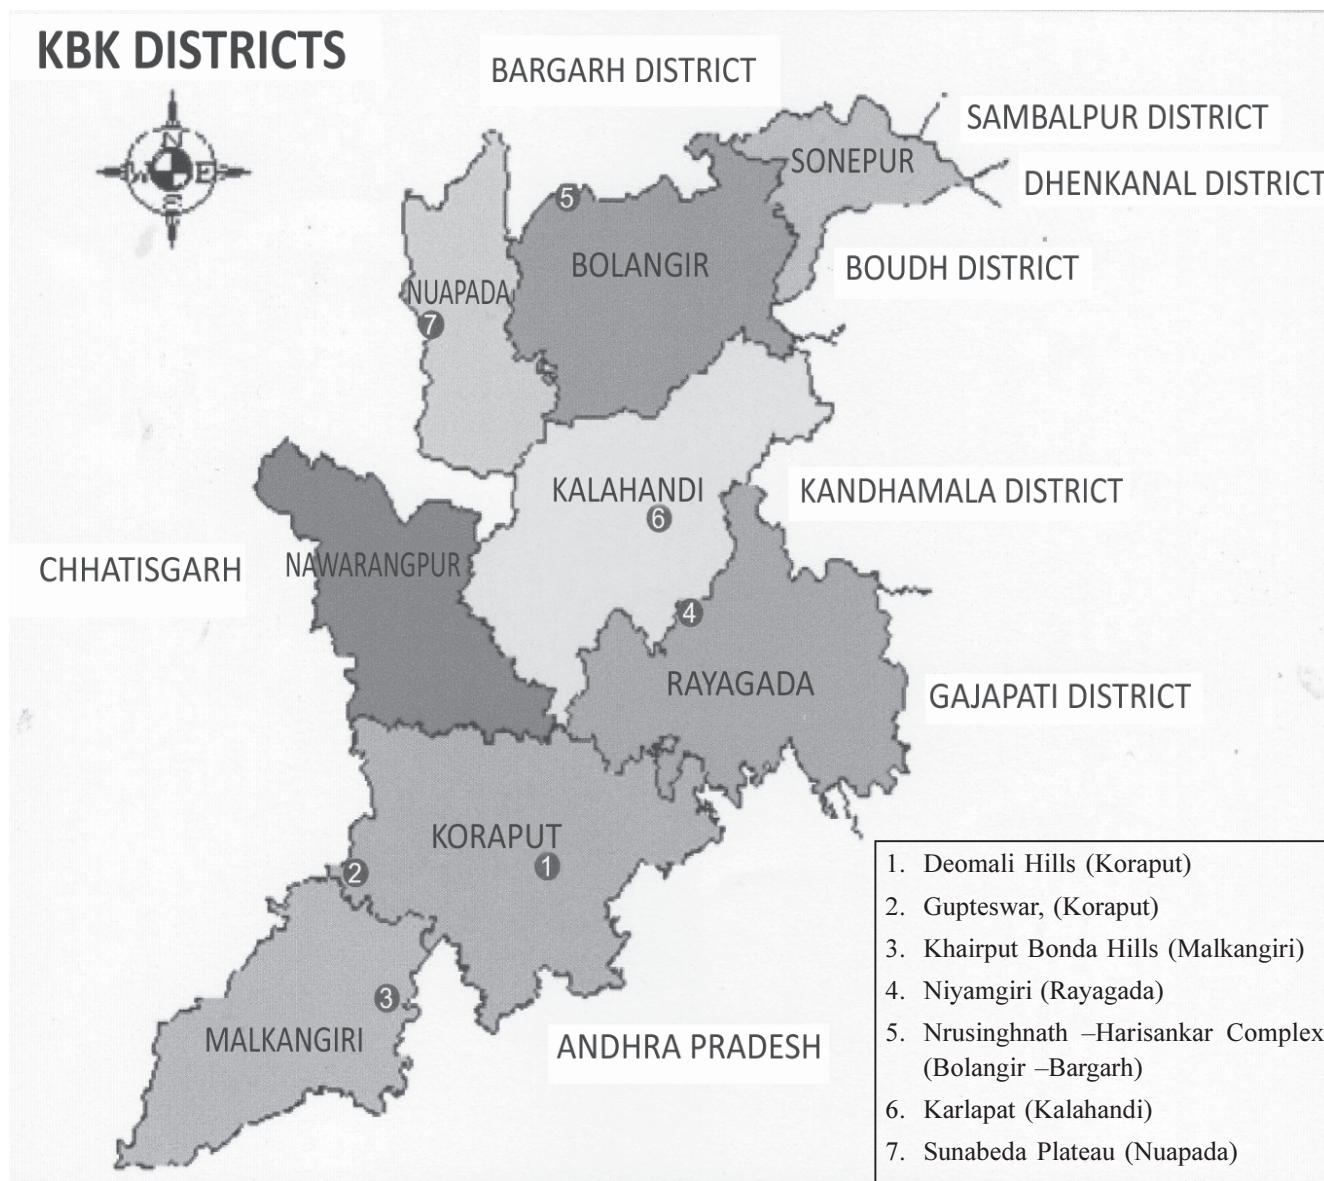 KBK DISTRICTS
BARGARH DISTRICT
SAMBALPUR DISTRICT
N
W
E
S
SONEPUR
DHENKANAL DISTRICT
5
BOLANGIR
BOUDH DISTRICT
NUAPADA
7
KALAHANDI
6
KANDHAMALA DISTRICT
CHHATISGARH
NAWARANGPUR
4
RAYAGADA
GAJAPATI DISTRICT
KORAPUT
1
2
3
MALKANGIRI
ANDHRA PRADESH
1. Deomali Hills (Koraput)
2. Gupteswar, (Koraput)
3. Khairput Bonda Hills (Malkangiri)
4. Niyamgiri (Rayagada)
5. Nrusinghnath –Harisankar Complex
(Bolangir –Bargarh)
6. Karlapat (Kalahandi)
7. Sunabeda Plateau (Nuapada)